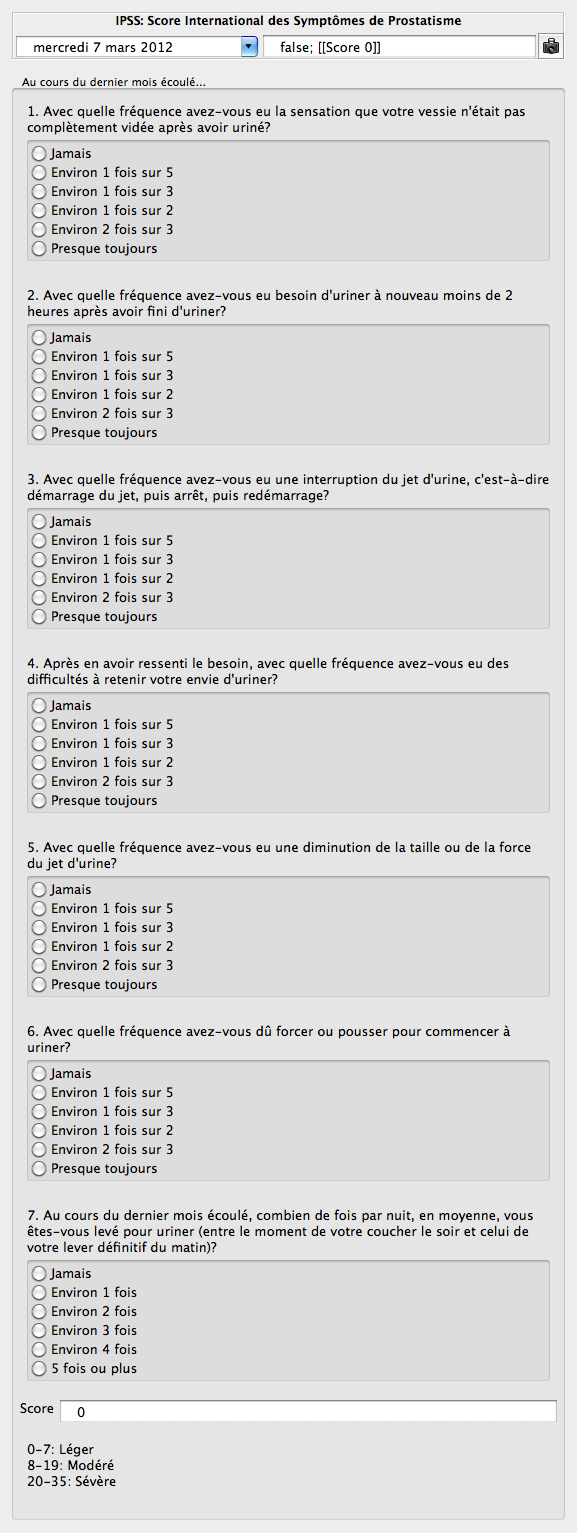 IPSS: Score International des Symptômes de Prostatisme
mercredi 7 mars 2012
false; [[Score 0]]
Au cours du dernier mois écoulé...
1. Avec quelle fréquence avez-vous eu la sensation que votre vessie n'était pas
complètement vidée après avoir uriné?
Jamais
Environ 1 fois sur 5
Environ 1 fois sur 3
Environ 1 fois sur 2
Environ 2 fois sur 3
Presque toujours
2. Avec quelle fréquence avez-vous eu besoin d'uriner à nouveau moins de 2
heures après avoir fini d'uriner?
Jamais
Environ 1 fois sur 5
Environ 1 fois sur 3
Environ 1 fois sur 2
Environ 2 fois sur 3
Presque toujours
3. Avec quelle fréquence avez-vous eu une interruption du jet d'urine, c'est-à-dire
démarrage du jet, puis arrêt, puis redémarrage?
Jamais
Environ 1 fois sur 5
Environ 1 fois sur 3
Environ 1 fois sur 2
Environ 2 fois sur 3
Presque toujours
4. Après en avoir ressenti le besoin, avec quelle fréquence avez-vous eu des
difficultés à retenir votre envie d'uriner?
Jamais
Environ 1 fois sur 5
Environ 1 fois sur 3
Environ 1 fois sur 2
Environ 2 fois sur 3
Presque toujours
5. Avec quelle fréquence avez-vous eu une diminution de la taille ou de la force
du jet d'urine?
Jamais
Environ 1 fois sur 5
Environ 1 fois sur 3
Environ 1 fois sur 2
Environ 2 fois sur 3
Presque toujours
6. Avec quelle fréquence avez-vous dû forcer ou pousser pour commencer à
uriner?
Jamais
Environ 1 fois sur 5
Environ 1 fois sur 3
Environ 1 fois sur 2
Environ 2 fois sur 3
Presque toujours
7. Au cours du dernier mois écoulé, combien de fois par nuit, en moyenne, vous
êtes-vous levé pour uriner (entre le moment de votre coucher le soir et celui de
votre lever définitif du matin)?
Jamais
Environ 1 fois
Environ 2 fois
Environ 3 fois
Environ 4 fois
5 fois ou plus
Score 0
0-7: Léger
8-19: Modéré
20-35: Sévère